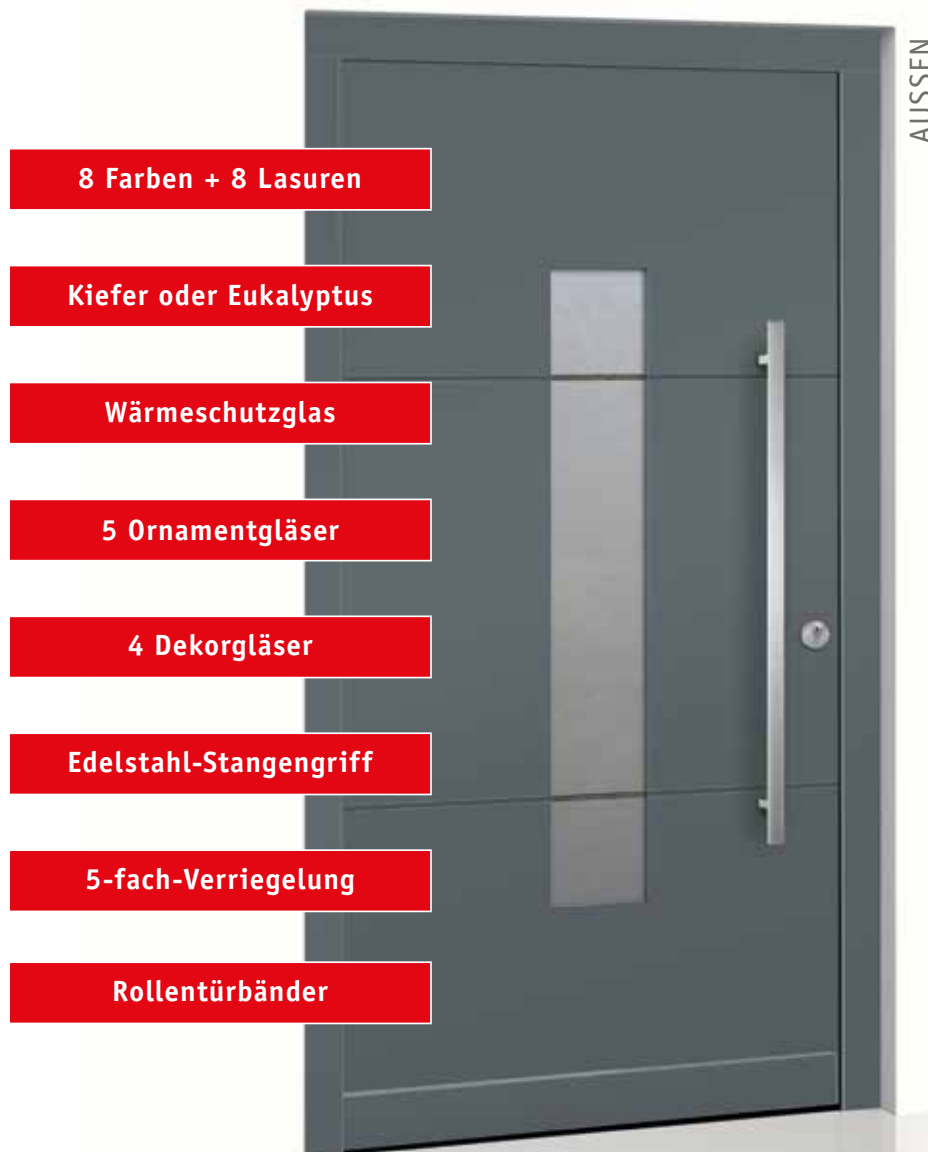 AUSSEN
8 Farben + 8 Lasuren
Kiefer oder Eukalyptus
Wärmeschutzglas
5 Ornamentgläser
4 Dekorgläser
Edelstahl-Stangengriff
5-fach-Verriegelung
Rollentürbänder